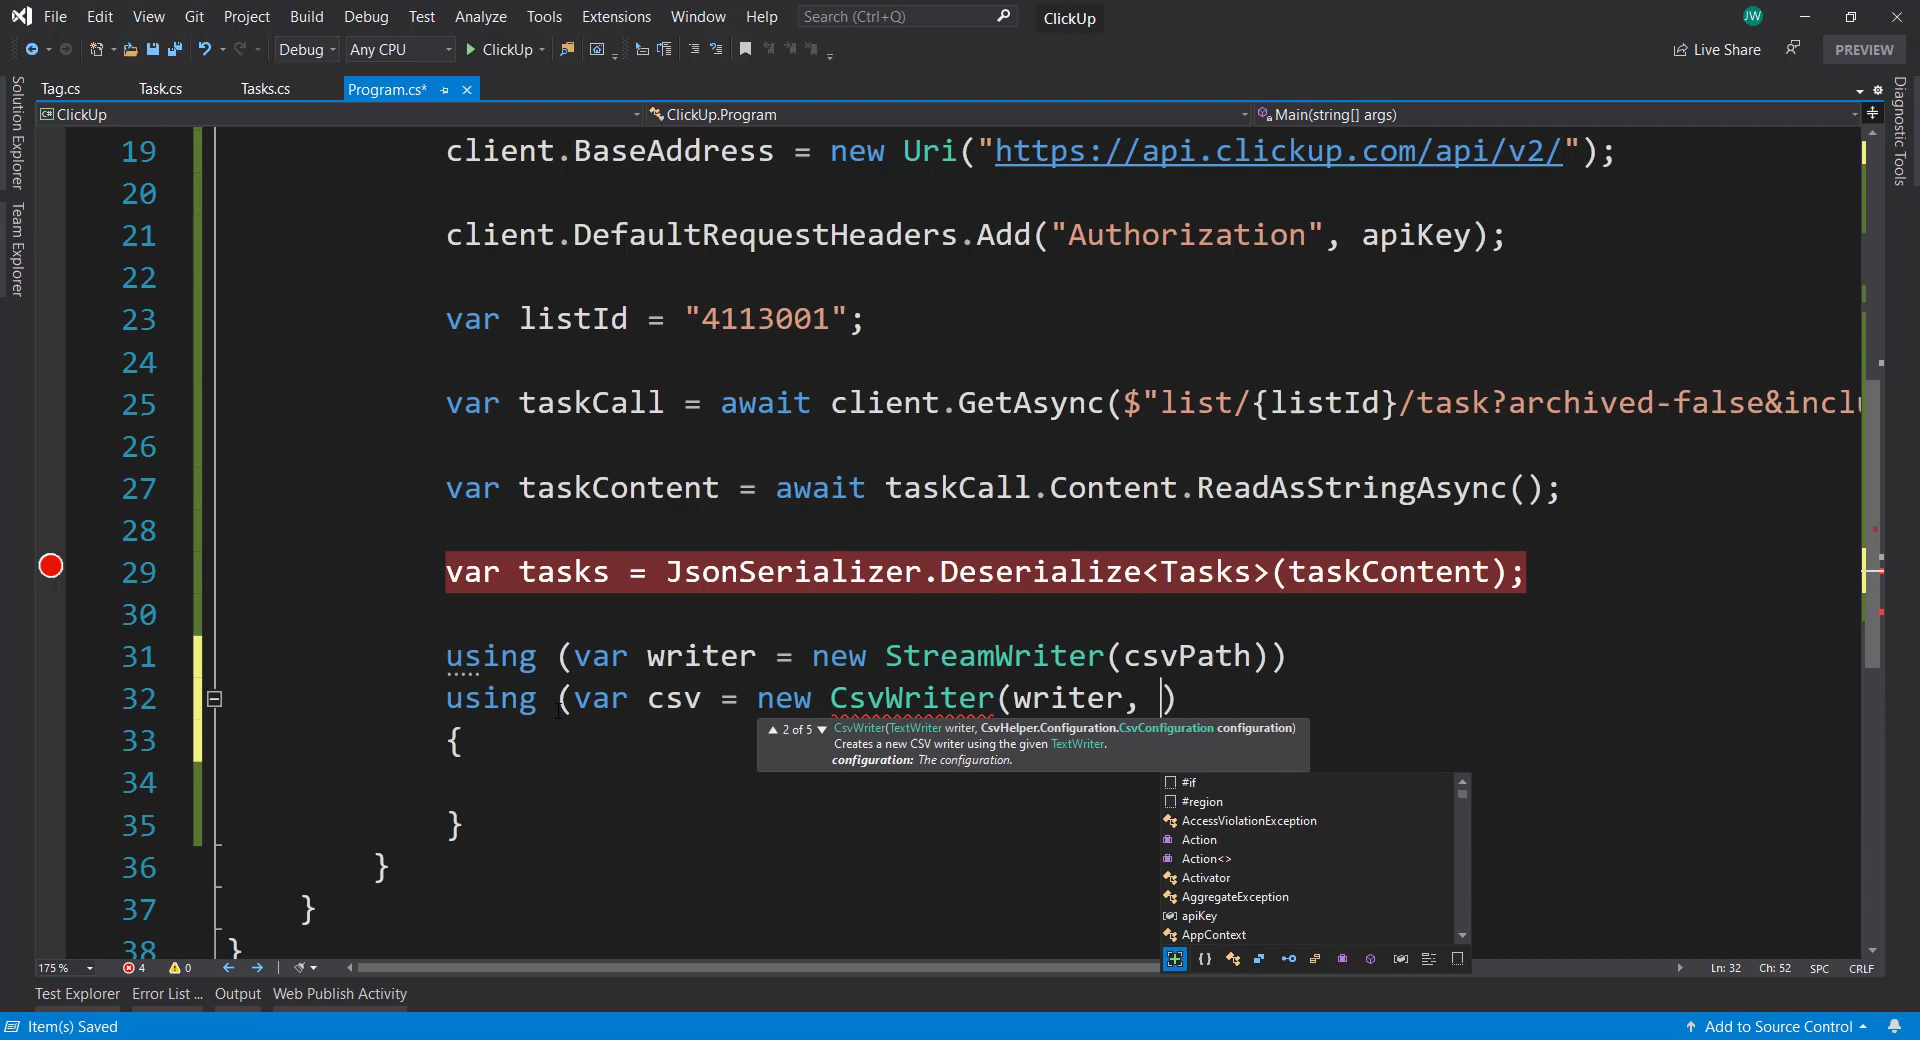 File Edit View Git Project Build Debug Test Analyze Tools Extensions Window Help Search (Ctrl+Q) ClickUp JW
Debug Any CPU ClickUp Live Share PREVIEW
Tag.cs Task.cs Tasks.cs Program.cs*
ClickUp ClickUp.Program Main(string[] args)
Solution Explorer
Team Explorer
Diagnostic Tools
19 client.BaseAddress = new Uri("https://api.clickup.com/api/v2/");
20
21 client.DefaultRequestHeaders.Add("Authorization", apiKey);
22
23 var listId = "4113001";
24
25 var taskCall = await client.GetAsync($"list/{listId}/task?archived-false&inclu
26
27 var taskContent = await taskCall.Content.ReadAsStringAsync();
28
29 var tasks = JsonSerializer.Deserialize<Tasks>(taskContent);
30
31 using (var writer = new StreamWriter(csvPath))
32 using (var csv = new CsvWriter(writer, )
33 {
2 of 5 CsvWriter(TextWriter writer, CsvHelper.Configuration.CsvConfiguration configuration)
Creates a new CSV writer using the given TextWriter.
configuration: The configuration.
34
35 }
36 }
37 }
38 }
#if
#region
AccessViolationException
Action
Action<>
Activator
AggregateException
apiKey
AppContext
175 % 4 0 Ln: 32 Ch: 52 SPC CRLF
Test Explorer Error List ... Output Web Publish Activity
Item(s) Saved Add to Source Control